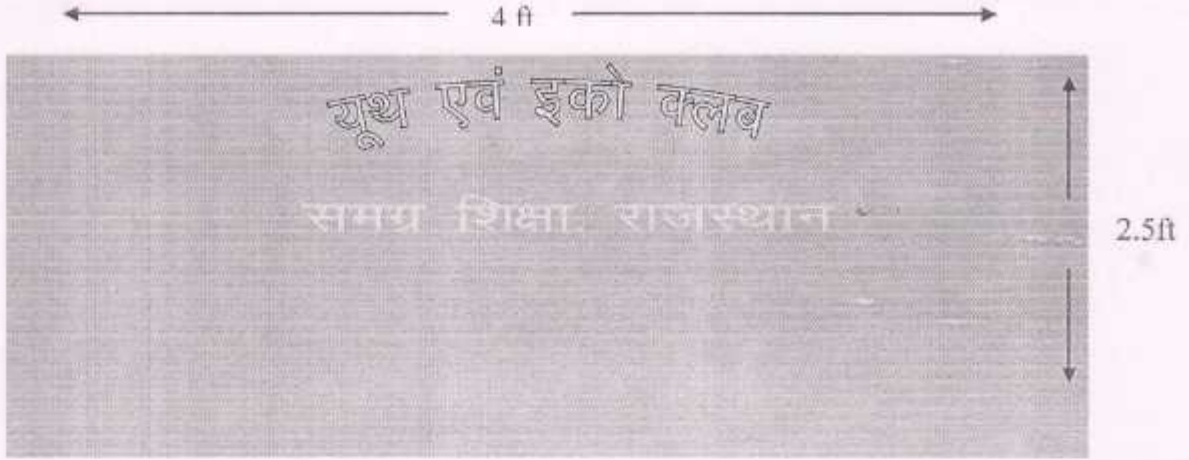 4 ft
यूथ एवं इको क्लब
समग्र शिक्षा. राजस्थान
2.5ft